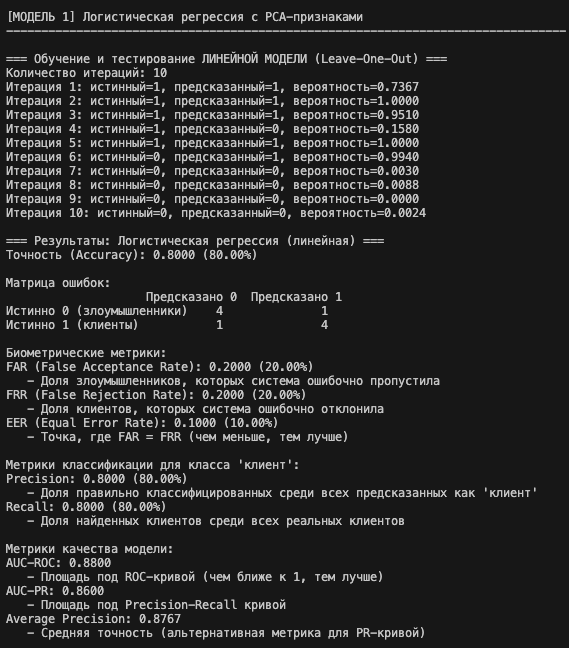 [МОДЕЛЬ 1] Логистическая регрессия с PCA-признаками
--------------------------------------------------------------------------------
=== Обучение и тестирование ЛИНЕЙНОЙ МОДЕЛИ (Leave-One-Out) ===
Количество итераций: 10
Итерация 1: истинный=1, предсказанный=1, вероятность=0.7367
Итерация 2: истинный=1, предсказанный=1, вероятность=1.0000
Итерация 3: истинный=1, предсказанный=1, вероятность=0.9510
Итерация 4: истинный=1, предсказанный=0, вероятность=0.1580
Итерация 5: истинный=1, предсказанный=1, вероятность=1.0000
Итерация 6: истинный=0, предсказанный=1, вероятность=0.9940
Итерация 7: истинный=0, предсказанный=0, вероятность=0.0030
Итерация 8: истинный=0, предсказанный=0, вероятность=0.0088
Итерация 9: истинный=0, предсказанный=0, вероятность=0.0000
Итерация 10: истинный=0, предсказанный=0, вероятность=0.0024
=== Результаты: Логистическая регрессия (линейная) ===
Точность (Accuracy): 0.8000 (80.00%)
Матрица ошибок:
Предсказано 0 Предсказано 1
Истинно 0 (злоумышленники) 4 1
Истинно 1 (клиенты) 1 4
Биометрические метрики:
FAR (False Acceptance Rate): 0.2000 (20.00%)
- Доля злоумышленников, которых система ошибочно пропустила
FRR (False Rejection Rate): 0.2000 (20.00%)
- Доля клиентов, которых система ошибочно отклонила
EER (Equal Error Rate): 0.1000 (10.00%)
- Точка, где FAR = FRR (чем меньше, тем лучше)
Метрики классификации для класса 'клиент':
Precision: 0.8000 (80.00%)
- Доля правильно классифицированных среди всех предсказанных как 'клиент'
Recall: 0.8000 (80.00%)
- Доля найденных клиентов среди всех реальных клиентов
Метрики качества модели:
AUC-ROC: 0.8800
- Площадь под ROC-кривой (чем ближе к 1, тем лучше)
AUC-PR: 0.8600
- Площадь под Precision-Recall кривой
Average Precision: 0.8767
- Средняя точность (альтернативная метрика для PR-кривой)